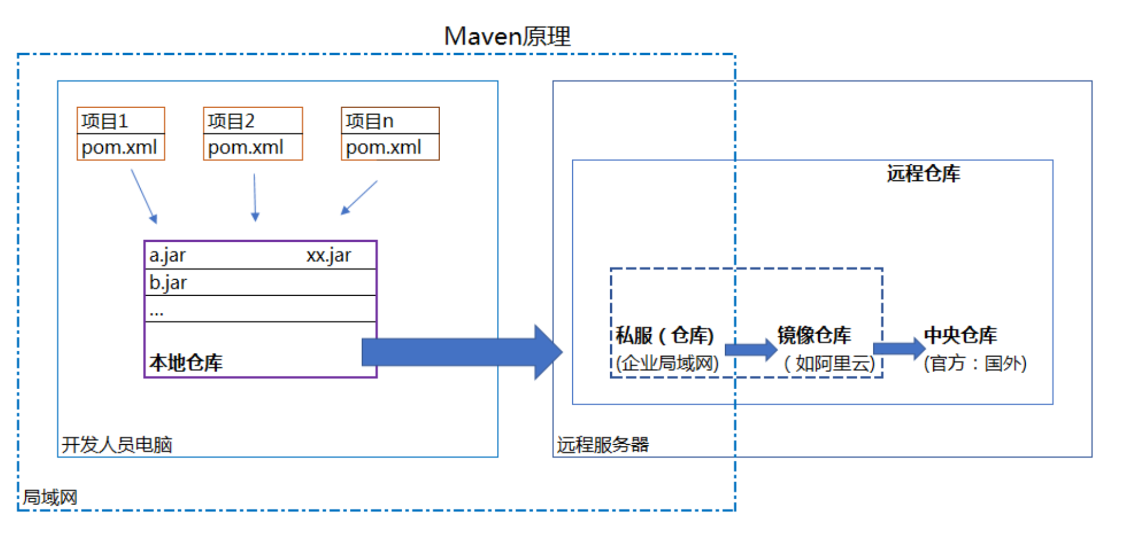 Maven原理
项目1
pom.xml
项目2
pom.xml
项目n
pom.xml
a.jar
xx.jar
b.jar
...
本地仓库
开发人员电脑
局域网
远程仓库
私服（仓库)
(企业局域网)
镜像仓库
（如阿里云)
中央仓库
(官方：国外)
远程服务器